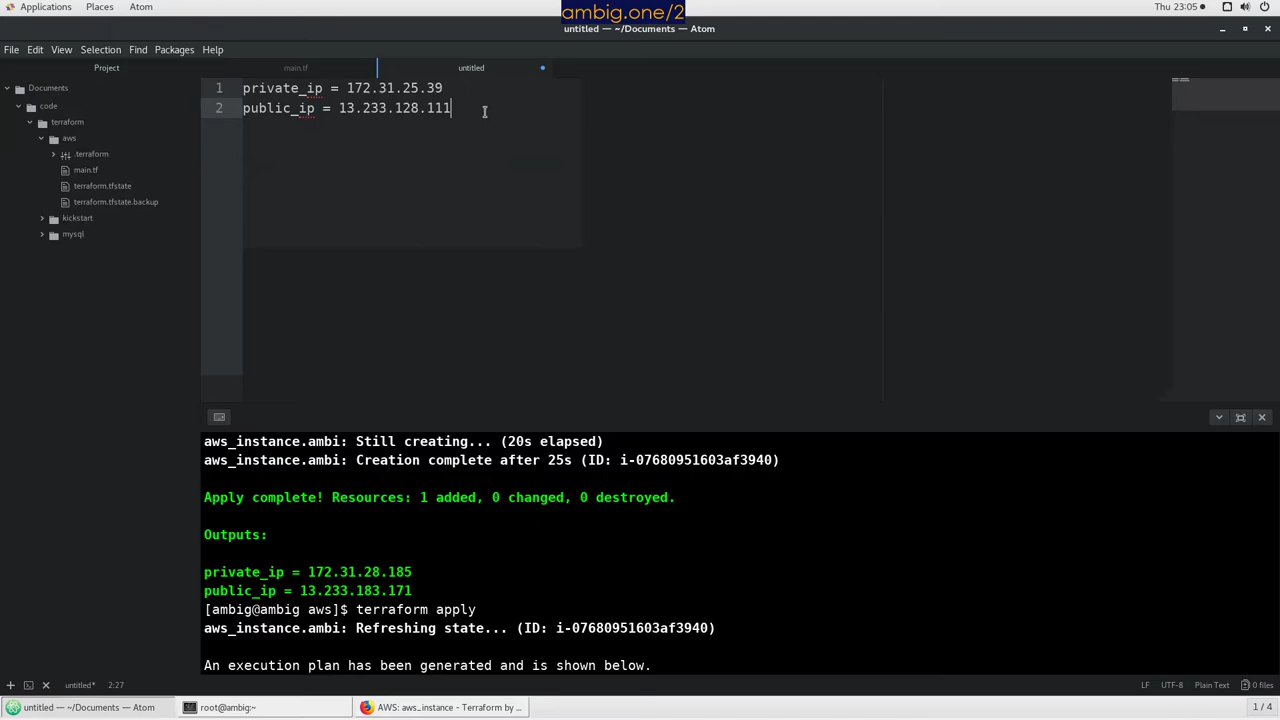 ambig.one/2
Applications Places Atom Thu 23:05
untitled — ~/Documents — Atom
File Edit View Selection Find Packages Help
Project main.tf untitled
Documents
code
terraform
aws
.terraform
main.tf
terraform.tfstate
terraform.tfstate.backup
kickstart
mysql
1 private_ip = 172.31.25.39
2 public_ip = 13.233.128.111
aws_instance.ambi: Still creating... (20s elapsed)
aws_instance.ambi: Creation complete after 25s (ID: i-07680951603af3940)
Apply complete! Resources: 1 added, 0 changed, 0 destroyed.
Outputs:
private_ip = 172.31.28.185
public_ip = 13.233.183.171
[ambig@ambig aws]$ terraform apply
aws_instance.ambi: Refreshing state... (ID: i-07680951603af3940)
An execution plan has been generated and is shown below.
untitled* 2:27 LF UTF-8 Plain Text 0 files
untitled — ~/Documents — Atom root@ambig:~ AWS: aws_instance - Terraform by ... 1 / 4